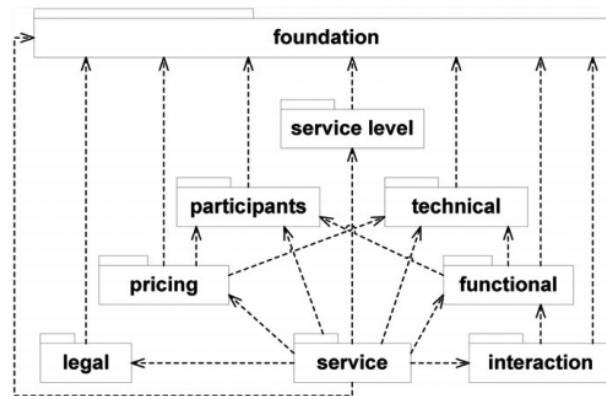 foundation
service level
participants
technical
pricing
functional
legal
service
interaction